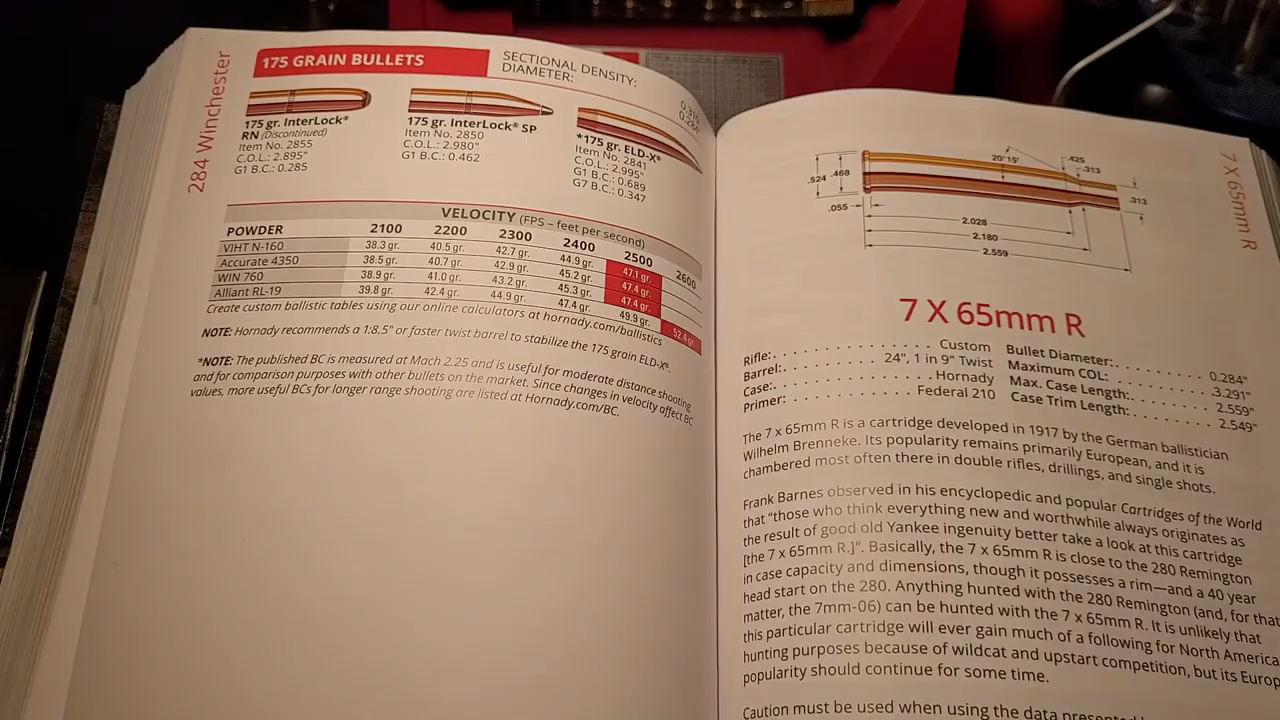 284 Winchester
175 GRAIN BULLETS
SECTIONAL DENSITY:
DIAMETER:
175 gr. InterLock®
RN (Discontinued)
Item No. 2855
C.O.L.: 2.895"
G1 B.C.: 0.285
175 gr. InterLock® SP
Item No. 2850
C.O.L.: 2.980"
G1 B.C.: 0.462
*175 gr. ELD-X®
Item No. 2841
C.O.L.: 2.995"
G1 B.C.: 0.689
G7 B.C.: 0.347
VELOCITY (FPS – feet per second)
POWDER 2100 2200 2300 2400 2500 2600
VIHT N-160 38.3 gr. 40.5 gr. 42.7 gr. 44.9 gr. 47.1 gr.
Accurate 4350 38.5 gr. 40.7 gr. 42.9 gr. 45.2 gr. 47.4 gr.
WIN 760 38.9 gr. 41.0 gr. 43.2 gr. 45.3 gr. 47.4 gr.
Alliant RL-19 39.8 gr. 42.4 gr. 44.9 gr. 47.4 gr. 49.9 gr. 52.4 gr.
Create custom ballistic tables using our online calculators at hornady.com/ballistics
NOTE: Hornady recommends a 1:8.5" or faster twist barrel to stabilize the 175 grain ELD-X®.
*NOTE: The published BC is measured at Mach 2.25 and is useful for moderate distance shooting
and for comparison purposes with other bullets on the market. Since changes in velocity affect BC
values, more useful BCs for longer range shooting are listed at Hornady.com/BC.
7 X 65mm R
20°15'
.425
.313
.524
.468
.313
.055
2.028
2.180
2.559
7 X 65mm R
Rifle: . . . . . . . . . . . . . . . . . . Custom
Barrel: . . . . . . . . . . . 24", 1 in 9" Twist
Case: . . . . . . . . . . . . . . . . . Hornady
Primer: . . . . . . . . . . . . . . Federal 210
Bullet Diameter: . . . . . . . . . . 0.284"
Maximum COL: . . . . . . . . . . . 3.291"
Max. Case Length: . . . . . . . . . 2.559"
Case Trim Length: . . . . . . . . . 2.549"
The 7 x 65mm R is a cartridge developed in 1917 by the German ballistician
Wilhelm Brenneke. Its popularity remains primarily European, and it is
chambered most often there in double rifles, drillings, and single shots.
Frank Barnes observed in his encyclopedic and popular Cartridges of the World
that "those who think everything new and worthwhile always originates as
the result of good old Yankee ingenuity better take a look at this cartridge
[the 7 x 65mm R.]". Basically, the 7 x 65mm R is close to the 280 Remington
in case capacity and dimensions, though it possesses a rim—and a 40 year
head start on the 280. Anything hunted with the 280 Remington (and, for that
matter, the 7mm-06) can be hunted with the 7 x 65mm R. It is unlikely that
this particular cartridge will ever gain much of a following for North America
hunting purposes because of wildcat and upstart competition, but its Europ
popularity should continue for some time.
Caution must be used when using the data presented